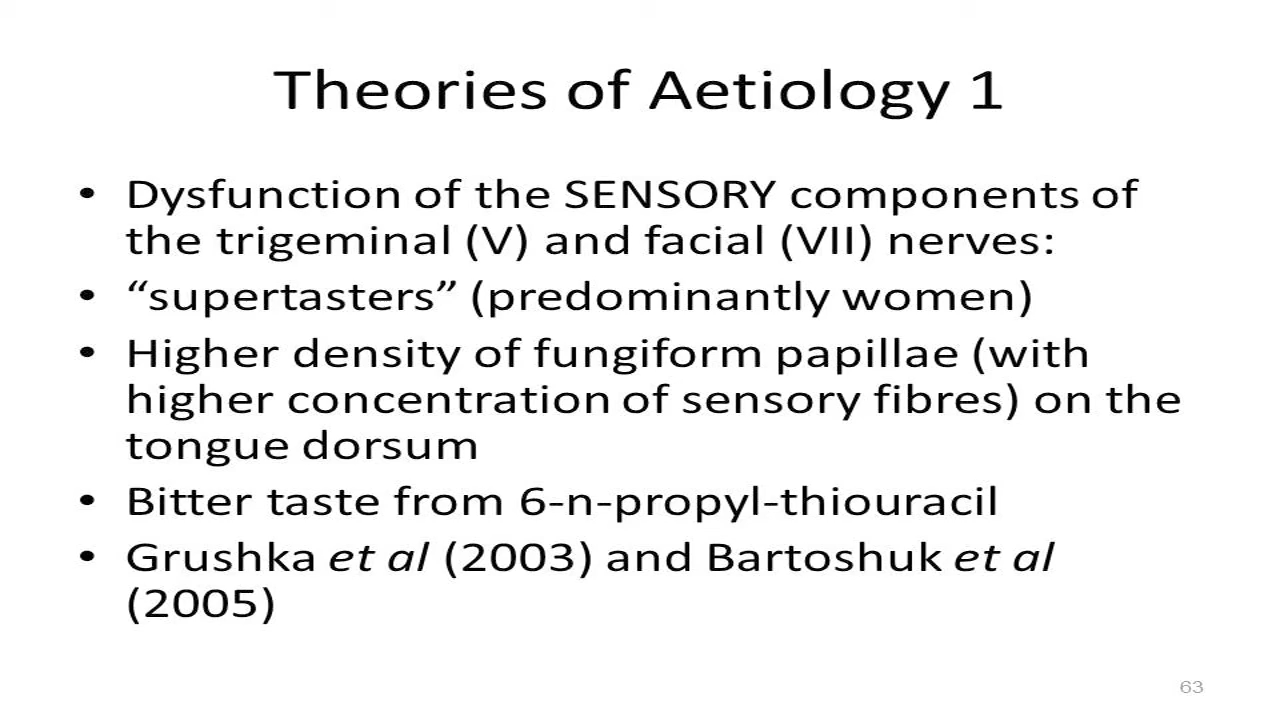 Theories of Aetiology 1
• Dysfunction of the SENSORY components of
the trigeminal (V) and facial (VII) nerves:
• “supertasters” (predominantly women)
• Higher density of fungiform papillae (with
higher concentration of sensory fibres) on the
tongue dorsum
• Bitter taste from 6-n-propyl-thiouracil
• Grushka et al (2003) and Bartoshuk et al
(2005)
63